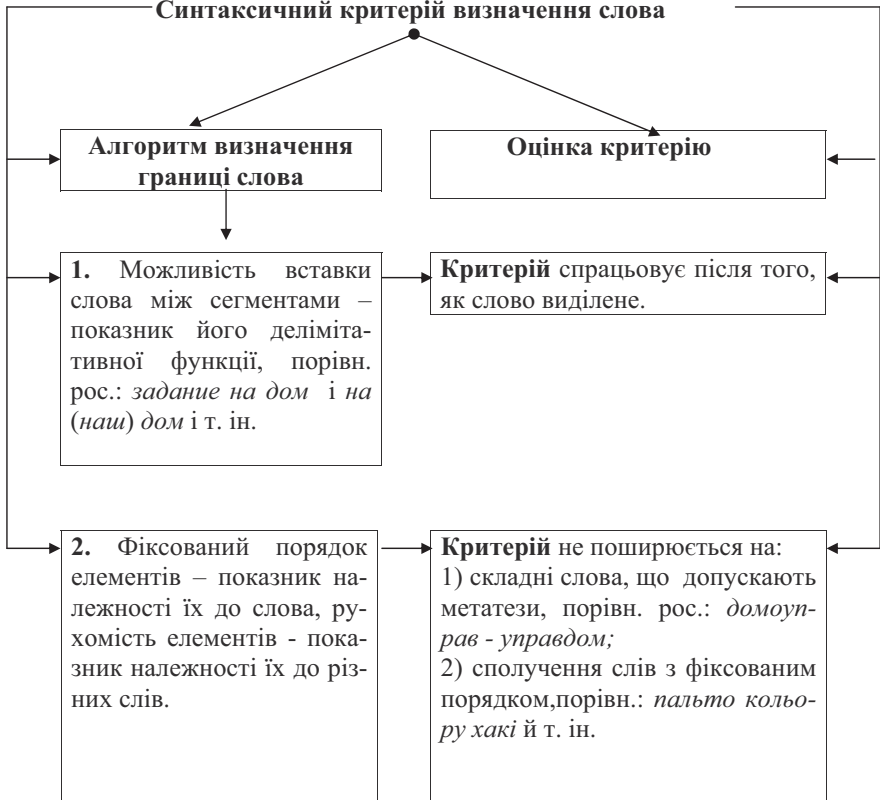 Синтаксичний критерій визначення слова
Алгоритм визначення
границі слова
Оцінка критерію
1. Можливість вставки
слова між сегментами –
показник його деліміта-
тивної функції, порівн.
рос.: задание на дом і на
(наш) дом і т. ін.
Критерій спрацьовує після того,
як слово виділене.
2. Фіксований порядок
елементів – показник на-
лежності їх до слова, ру-
хомість елементів - пока-
зник належності їх до різ-
них слів.
Критерій не поширюється на:
1) складні слова, що допускають
метатези, порівн. рос.: домоуп-
рав - управдом;
2) сполучення слів з фіксованим
порядком,порівн.: пальто кольо-
ру хакі й т. ін.